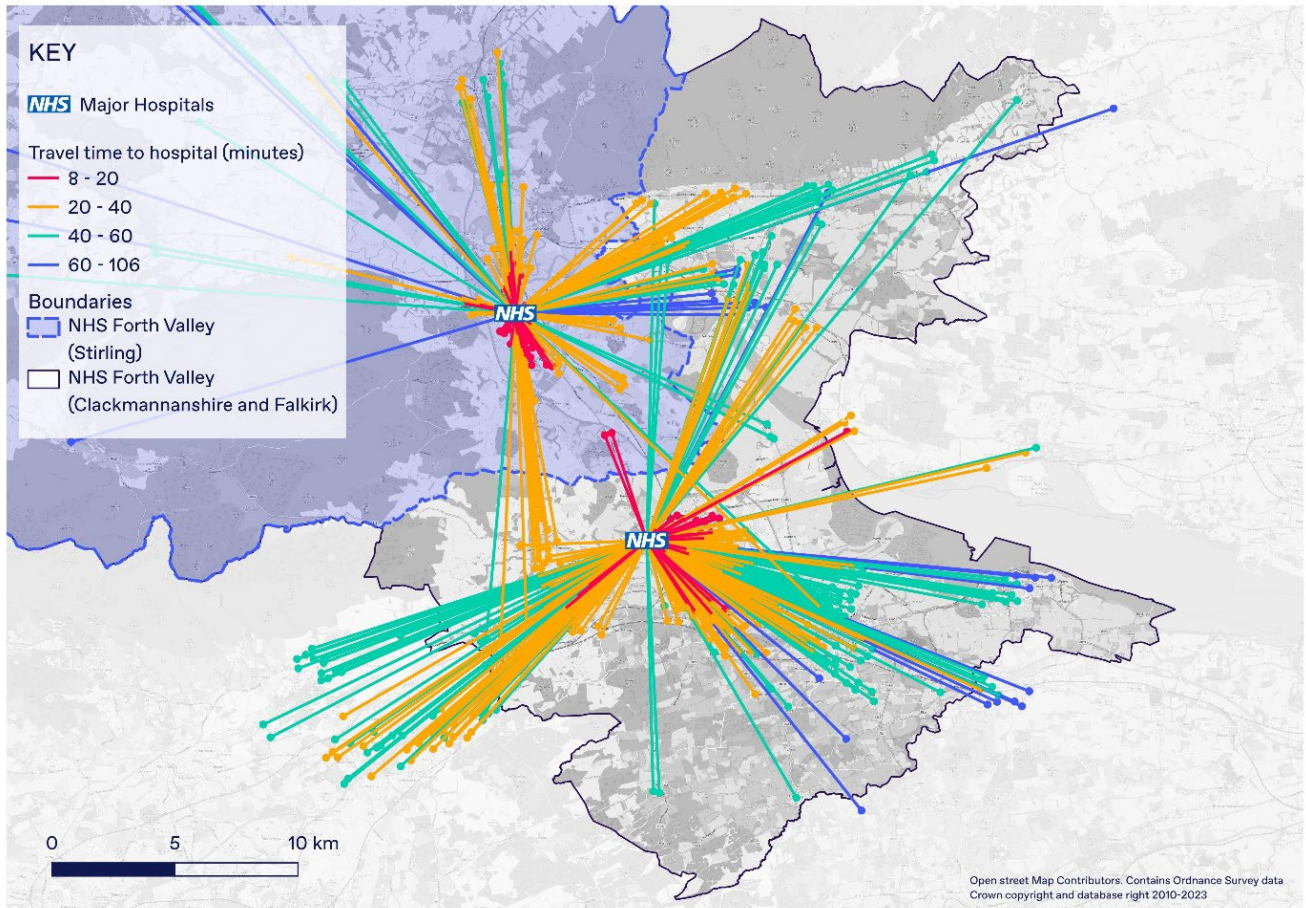 KEY
NHS Major Hospitals
Travel time to hospital (minutes)
8 - 20
20 - 40
40 - 60
60 - 106
Boundaries
NHS Forth Valley
(Stirling)
NHS Forth Valley
(Clackmannanshire and Falkirk)
NHS
NHS
0 5 10 km
Open street Map Contributors. Contains Ordnance Survey data
Crown copyright and database right 2010-2023